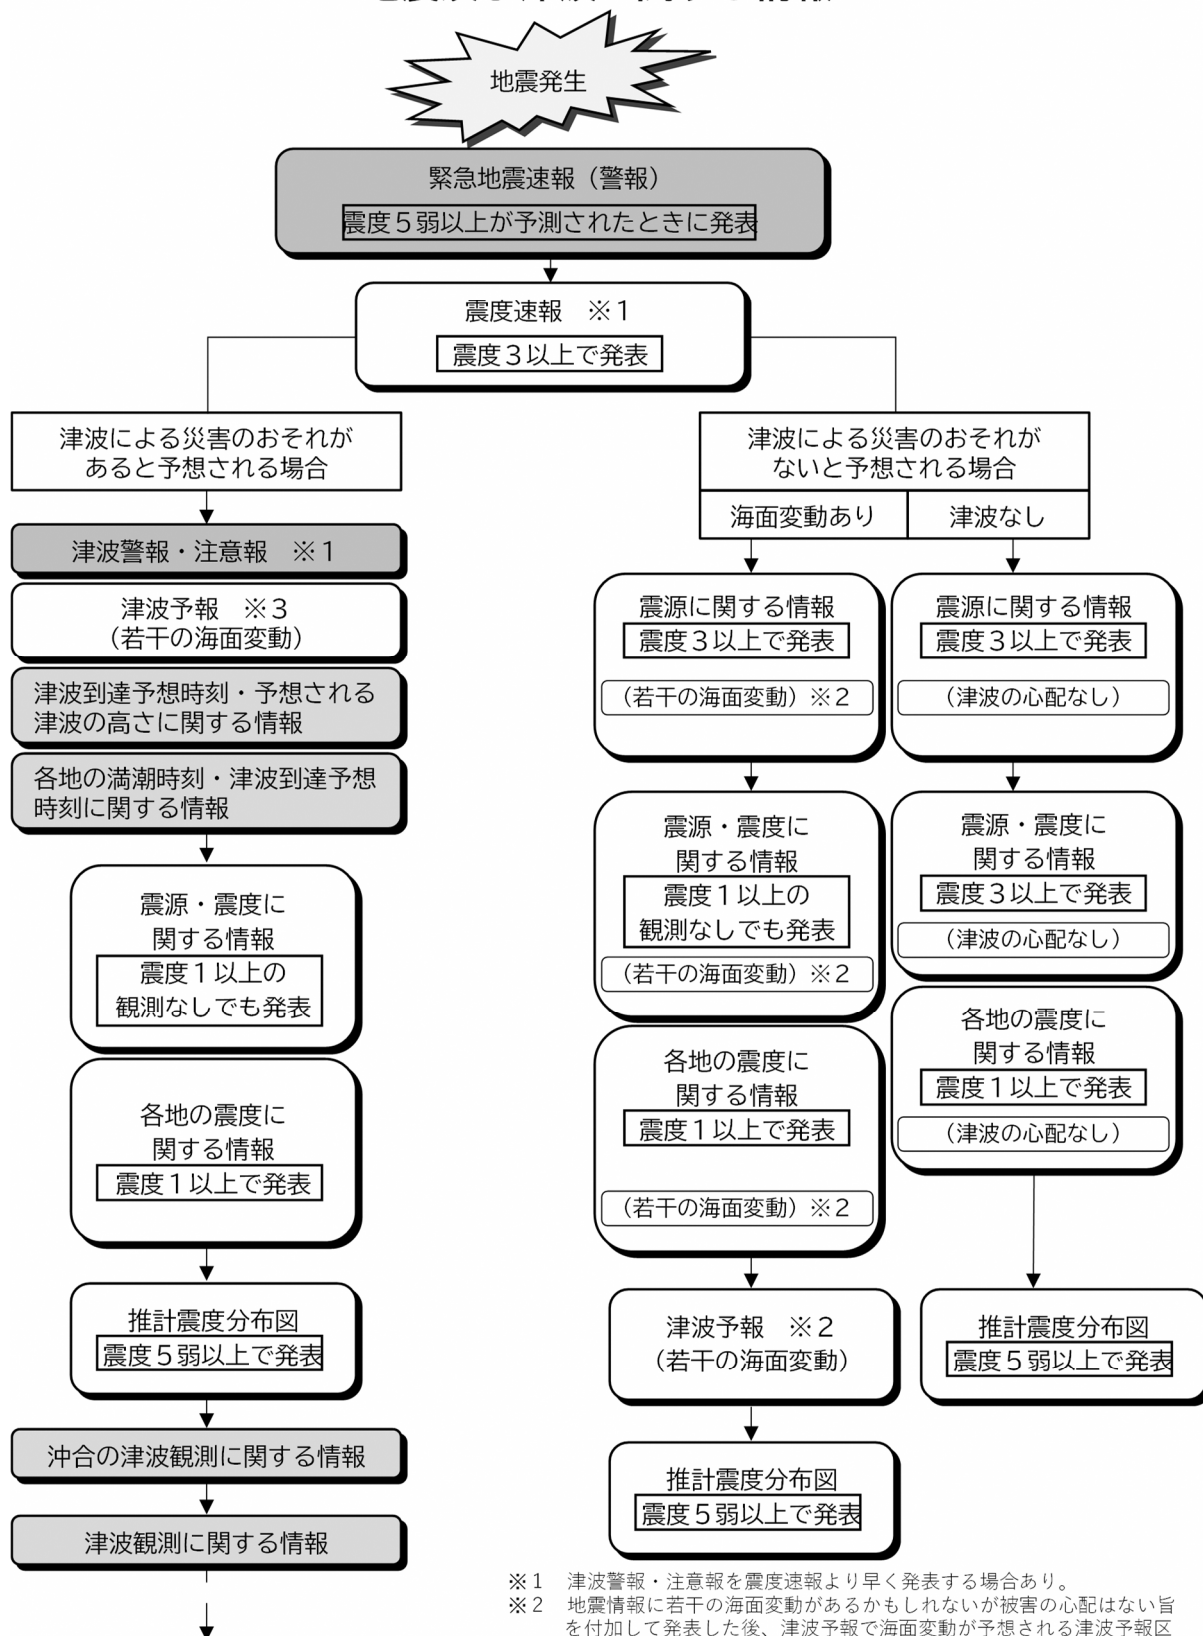 地震発生
緊急地震速報（警報）
震度５弱以上が予測されたときに発表
震度速報　※１
震度３以上で発表
津波による災害のおそれが
あると予想される場合
津波警報・注意報　※１
津波予報　※３
（若干の海面変動）
津波到達予想時刻・予想される
津波の高さに関する情報
各地の満潮時刻・津波到達予想
時刻に関する情報
震源・震度に
関する情報
震度１以上の
観測なしでも発表
各地の震度に
関する情報
震度１以上で発表
推計震度分布図
震度５弱以上で発表
沖合の津波観測に関する情報
津波観測に関する情報
津波による災害のおそれが
ないと予想される場合
海面変動あり
津波なし
震源に関する情報
震度３以上で発表
（若干の海面変動）※２
震源・震度に
関する情報
震度１以上の
観測なしでも発表
（若干の海面変動）※２
各地の震度に
関する情報
震度１以上で発表
（若干の海面変動）※２
津波予報　※２
（若干の海面変動）
推計震度分布図
震度５弱以上で発表
震源に関する情報
震度３以上で発表
（津波の心配なし）
震源・震度に
関する情報
震度３以上で発表
（津波の心配なし）
各地の震度に
関する情報
震度１以上で発表
（津波の心配なし）
推計震度分布図
震度５弱以上で発表
※１　津波警報・注意報を震度速報より早く発表する場合あり。
※２　地震情報に若干の海面変動があるかもしれないが被害の心配はない旨
を付加して発表した後、津波予報で海面変動が予想される津波予報区